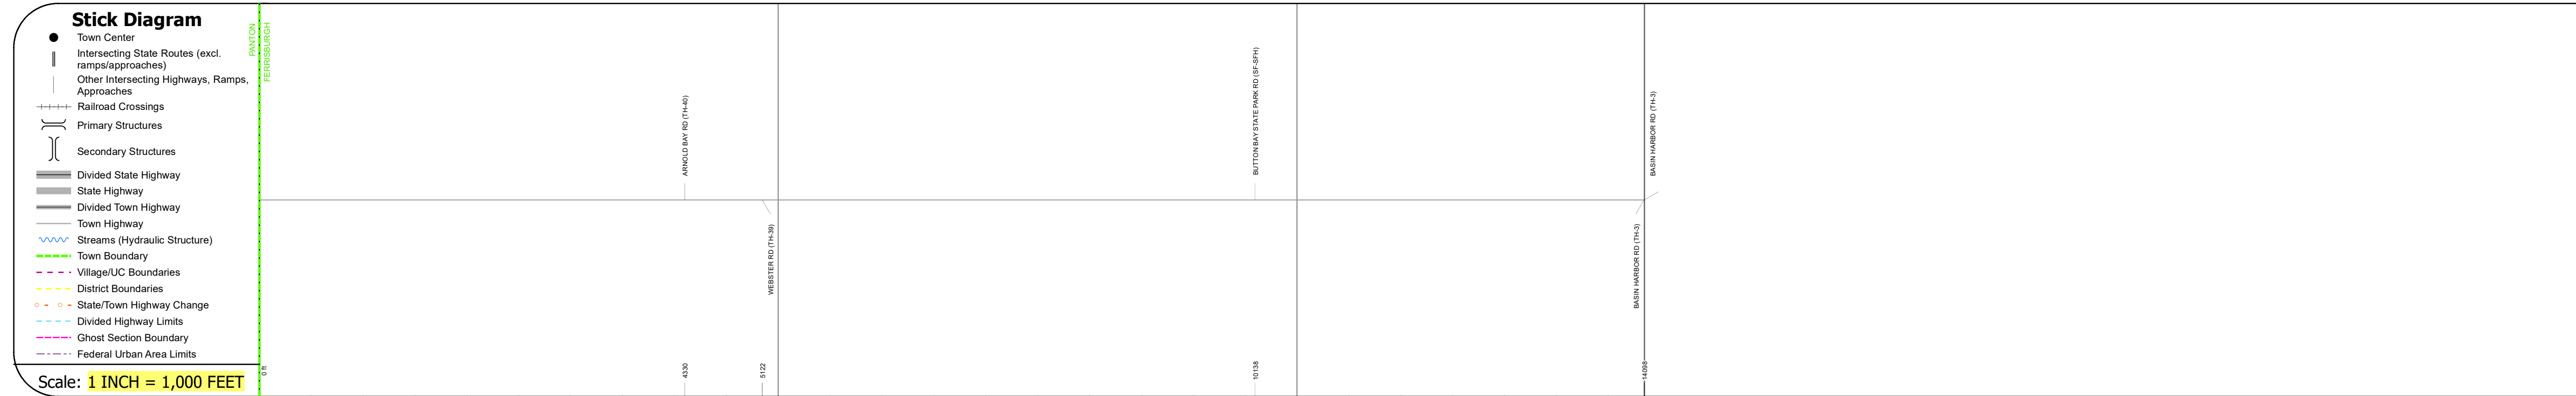 Stick Diagram
Town Center
Intersecting State Routes (excl.
ramps/approaches)
Other Intersecting Highways, Ramps,
Approaches
Railroad Crossings
Primary Structures
Secondary Structures
Divided State Highway
State Highway
Divided Town Highway
Town Highway
Streams (Hydraulic Structure)
Town Boundary
Village/UC Boundaries
District Boundaries
State/Town Highway Change
Divided Highway Limits
Ghost Section Boundary
Federal Urban Area Limits
Scale: 1 INCH = 1,000 FEET
PANTON
FERRISBURGH
ARNOLD BAY RD (TH-40)
WEBSTER RD (TH-39)
BUTTON BAY STATE PARK RD (SF-SFH)
BASIN HARBOR RD (TH-3)
BASIN HARBOR RD (TH-3)
0 ft
4330
5122
10138
14098